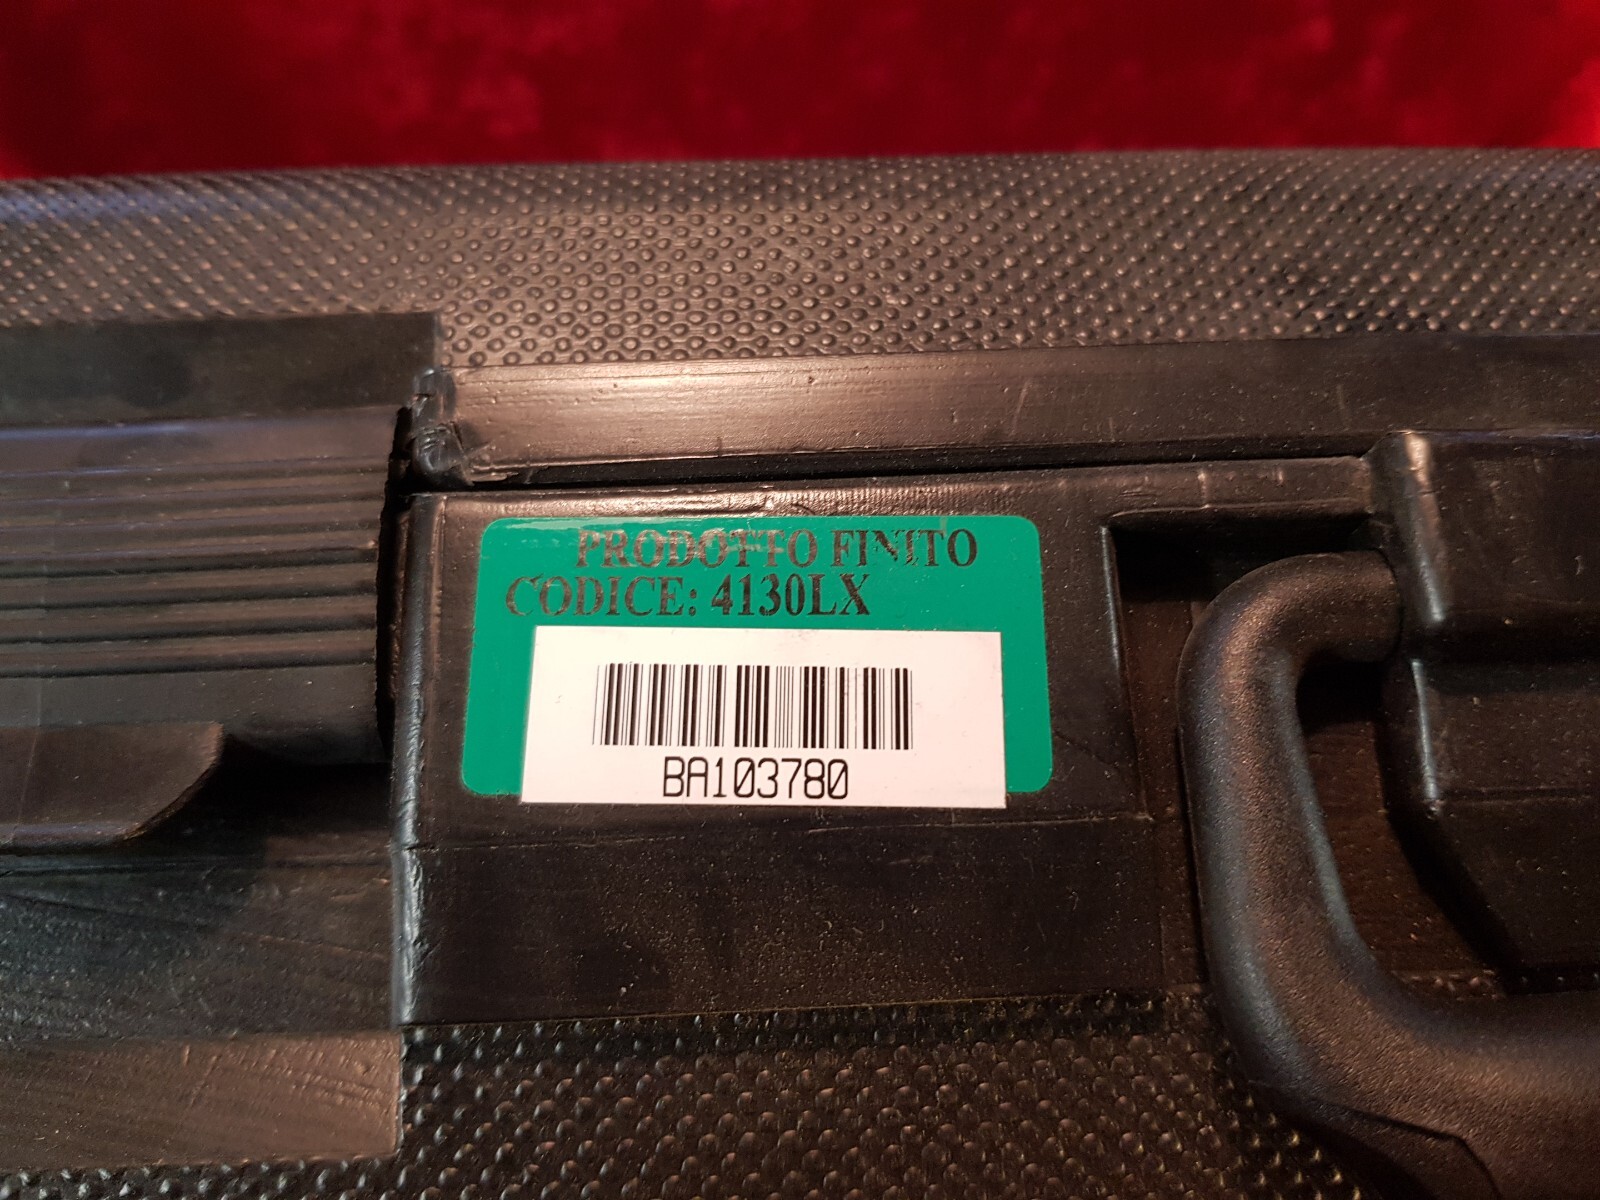 PRODOTTO FINITO
CODICE: 4130LX
BA103780